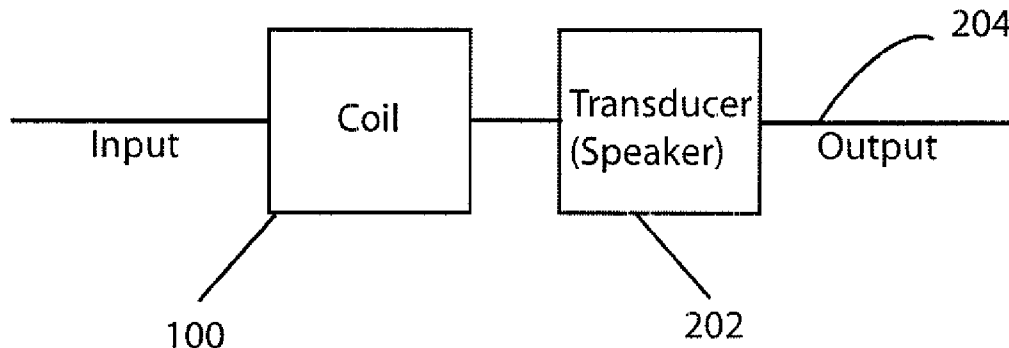 204
Coil
Transducer
(Speaker)
Input
Output
100
202